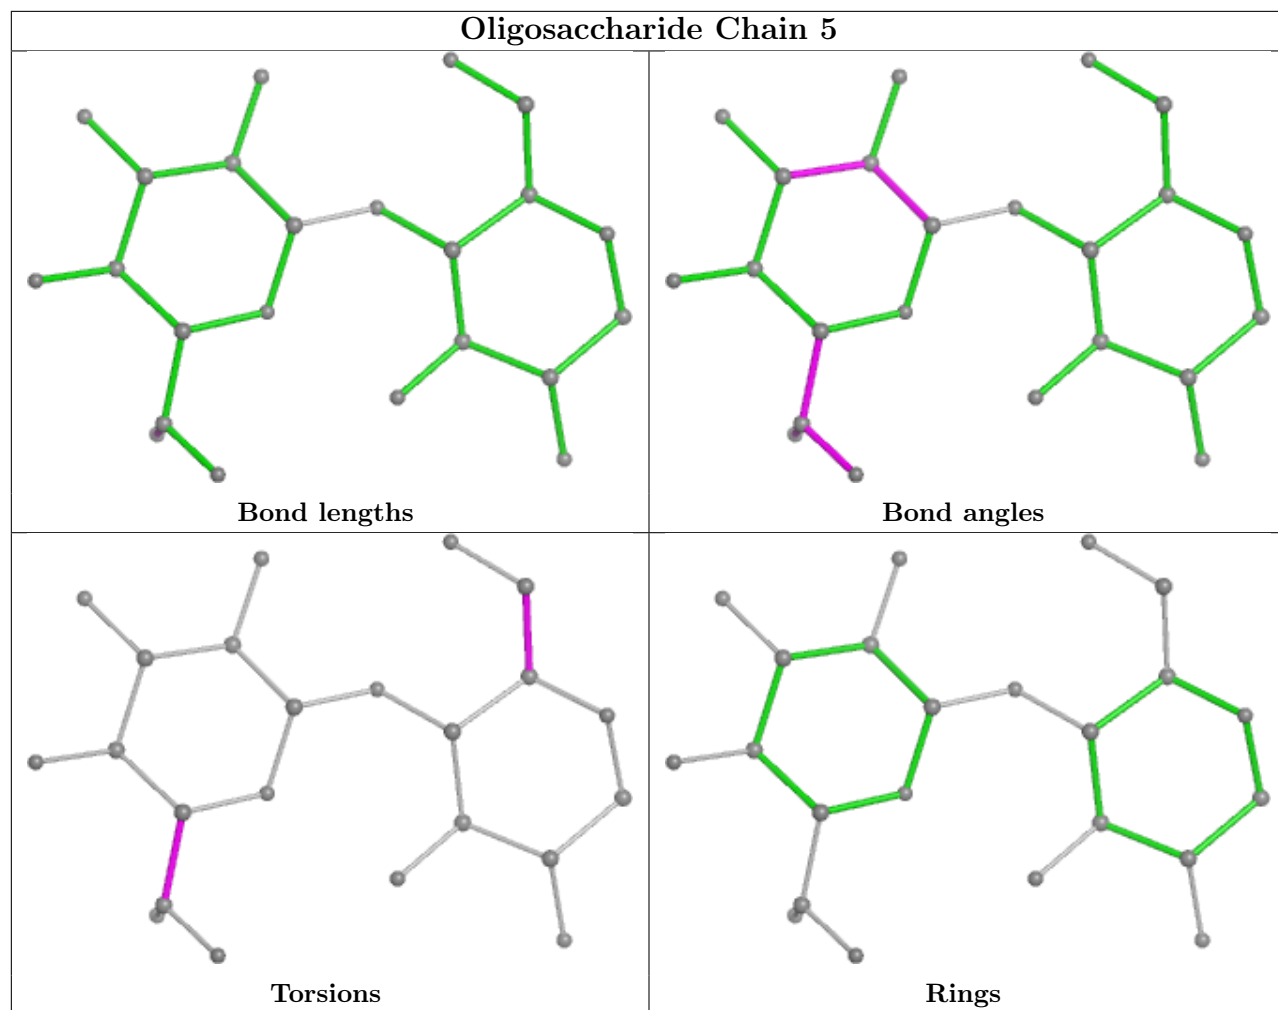 Oligosaccharide Chain 5
Bond lengths
Bond angles
Torsions
Rings